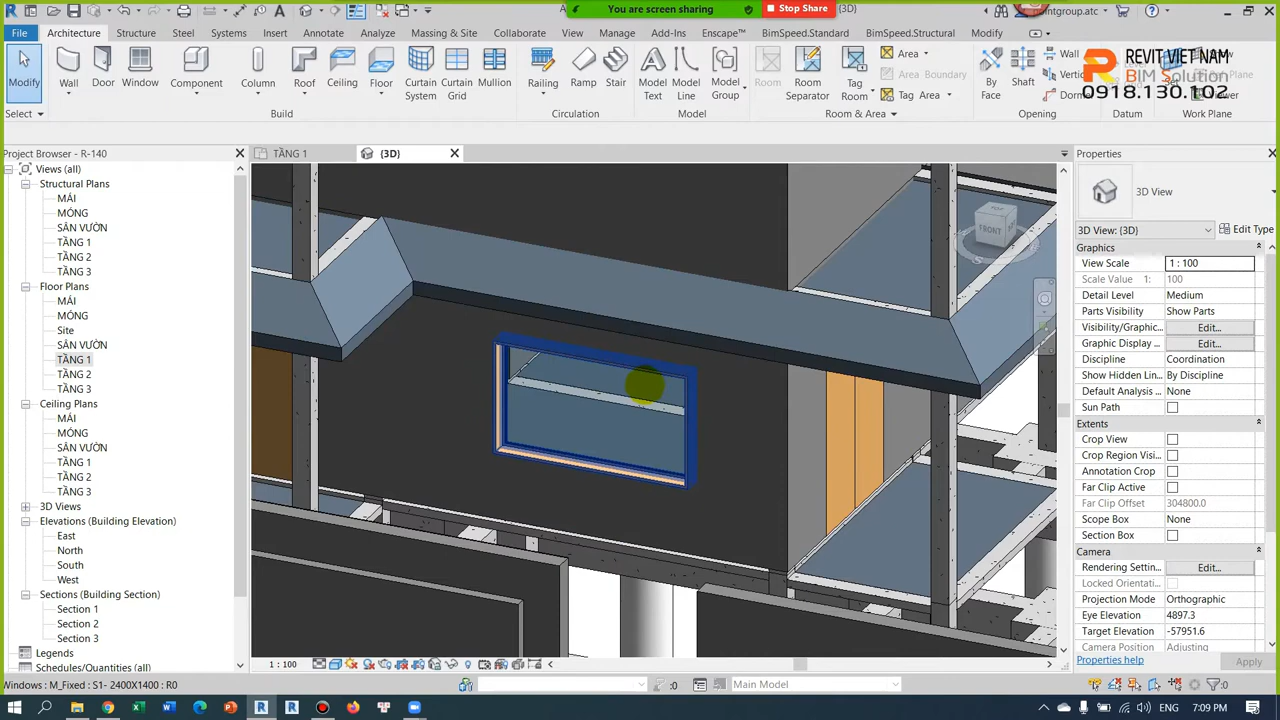 You are screen sharing
Stop Share
(3D)
pointgroup.atc
File
Architecture
Structure
Steel
Systems
Insert
Annotate
Analyze
Massing & Site
Collaborate
View
Manage
Add-Ins
Enscape™
BimSpeed.Standard
BimSpeed.Structural
Modify
Modify
Wall
Door
Window
Component
Column
Roof
Ceiling
Floor
Curtain System
Curtain Grid
Mullion
Railing
Ramp
Stair
Model Text
Model Line
Model Group
Room
Room Separator
Tag Room
Area
Area Boundary
Tag Area
By Face
Shaft
Wall
REVIT VIET NAM
BIM Solution
0918.130.102
Select
Build
Circulation
Model
Room & Area
Opening
Datum
Work Plane
Project Browser - R-140
TẦNG 1
(3D)
Views (all)
Structural Plans
MÁI
MÓNG
SÂN VƯỜN
TẦNG 1
TẦNG 2
TẦNG 3
Floor Plans
MÁI
MÓNG
Site
SÂN VƯỜN
TẦNG 1
TẦNG 2
TẦNG 3
Ceiling Plans
MÁI
MÓNG
SÂN VƯỜN
TẦNG 1
TẦNG 2
TẦNG 3
3D Views
Elevations (Building Elevation)
East
North
South
West
Sections (Building Section)
Section 1
Section 2
Section 3
Legends
Schedules/Quantities (all)
TOP
FRONT
S
Properties
3D View
3D View: {3D}
Edit Type
Graphics
View Scale 1 : 100
Scale Value 1: 100
Detail Level Medium
Parts Visibility Show Parts
Visibility/Graphic... Edit...
Graphic Display ... Edit...
Discipline Coordination
Show Hidden Lin... By Discipline
Default Analysis ... None
Sun Path
Extents
Crop View
Crop Region Visi...
Annotation Crop
Far Clip Active
Far Clip Offset 304800.0
Scope Box None
Section Box
Camera
Rendering Settin... Edit...
Locked Orientati...
Projection Mode Orthographic
Eye Elevation 4897.3
Target Elevation -57951.6
Camera Position Adjusting
Properties help
Apply
1 : 100
Windows : M_Fixed : S1- 2400X1400 : R0
:0
Main Model
:0
ENG
7:09 PM